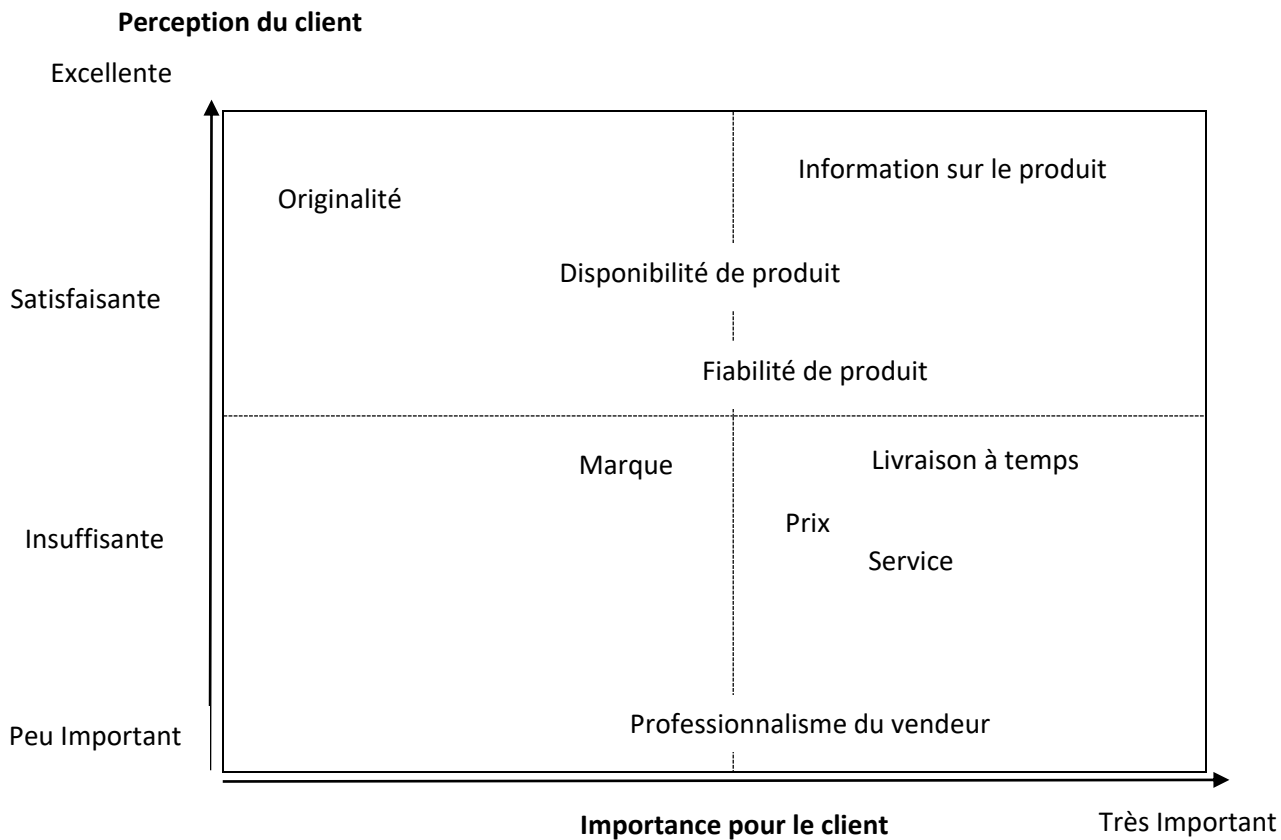 Perception du client
Excellente
Information sur le produit
Originalité
Disponibilité de produit
Satisfaisante
Fiabilité de produit
Livraison à temps
Marque
Prix
Insuffisante
Service
Professionnalisme du vendeur
Peu Important
Importance pour le client
Très Important